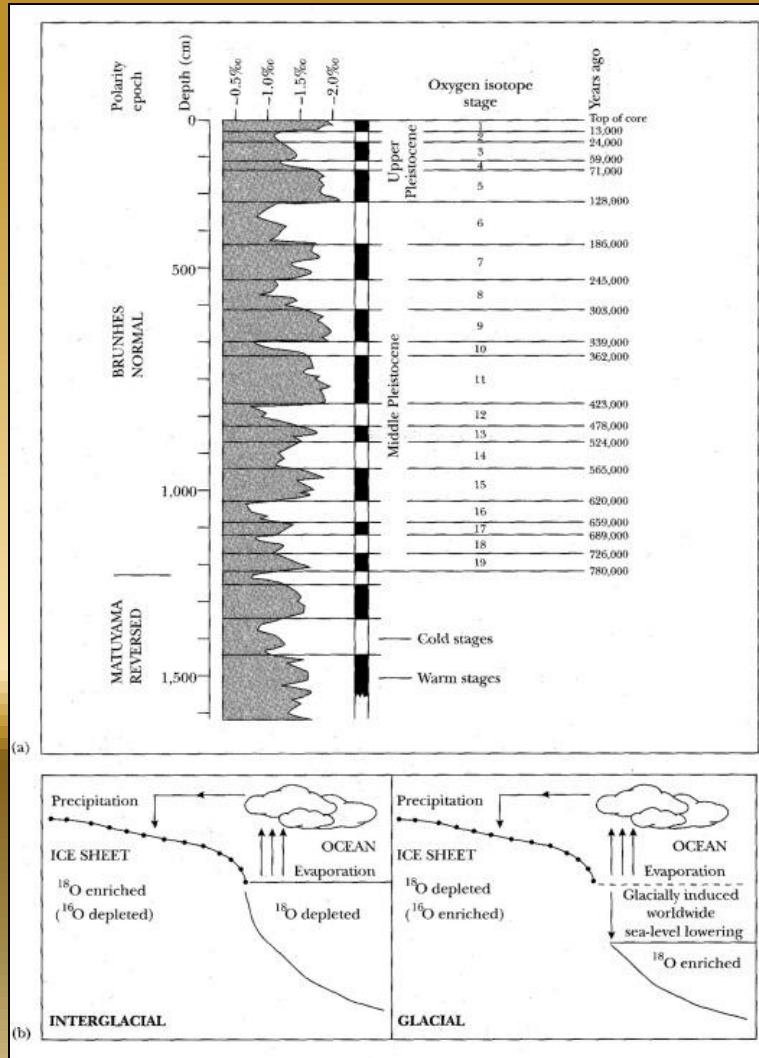 Polarity
epoch
Depth (cm)
−0.5‰
−1.0‰
−1.5‰
−2.0‰
Oxygen isotope
stage
Years ago
0
Top of core
1
13,000
2
24,000
3
59,000
4
71,000
5
128,000
Upper
Pleistocene
6
186,000
500
7
245,000
8
303,000
9
339,000
10
362,000
11
423,000
12
478,000
13
524,000
14
565,000
1,000
15
620,000
16
659,000
17
689,000
18
726,000
19
780,000
BRUNHES
NORMAL
Middle Pleistocene
MATUYAMA
REVERSED
Cold stages
1,500
Warm stages
(a)
Precipitation
OCEAN
ICE SHEET
Evaporation
18O enriched
(16O depleted)
18O depleted
INTERGLACIAL
Precipitation
OCEAN
ICE SHEET
Evaporation
18O depleted
(16O enriched)
Glacially induced
worldwide
sea-level lowering
18O enriched
GLACIAL
(b)